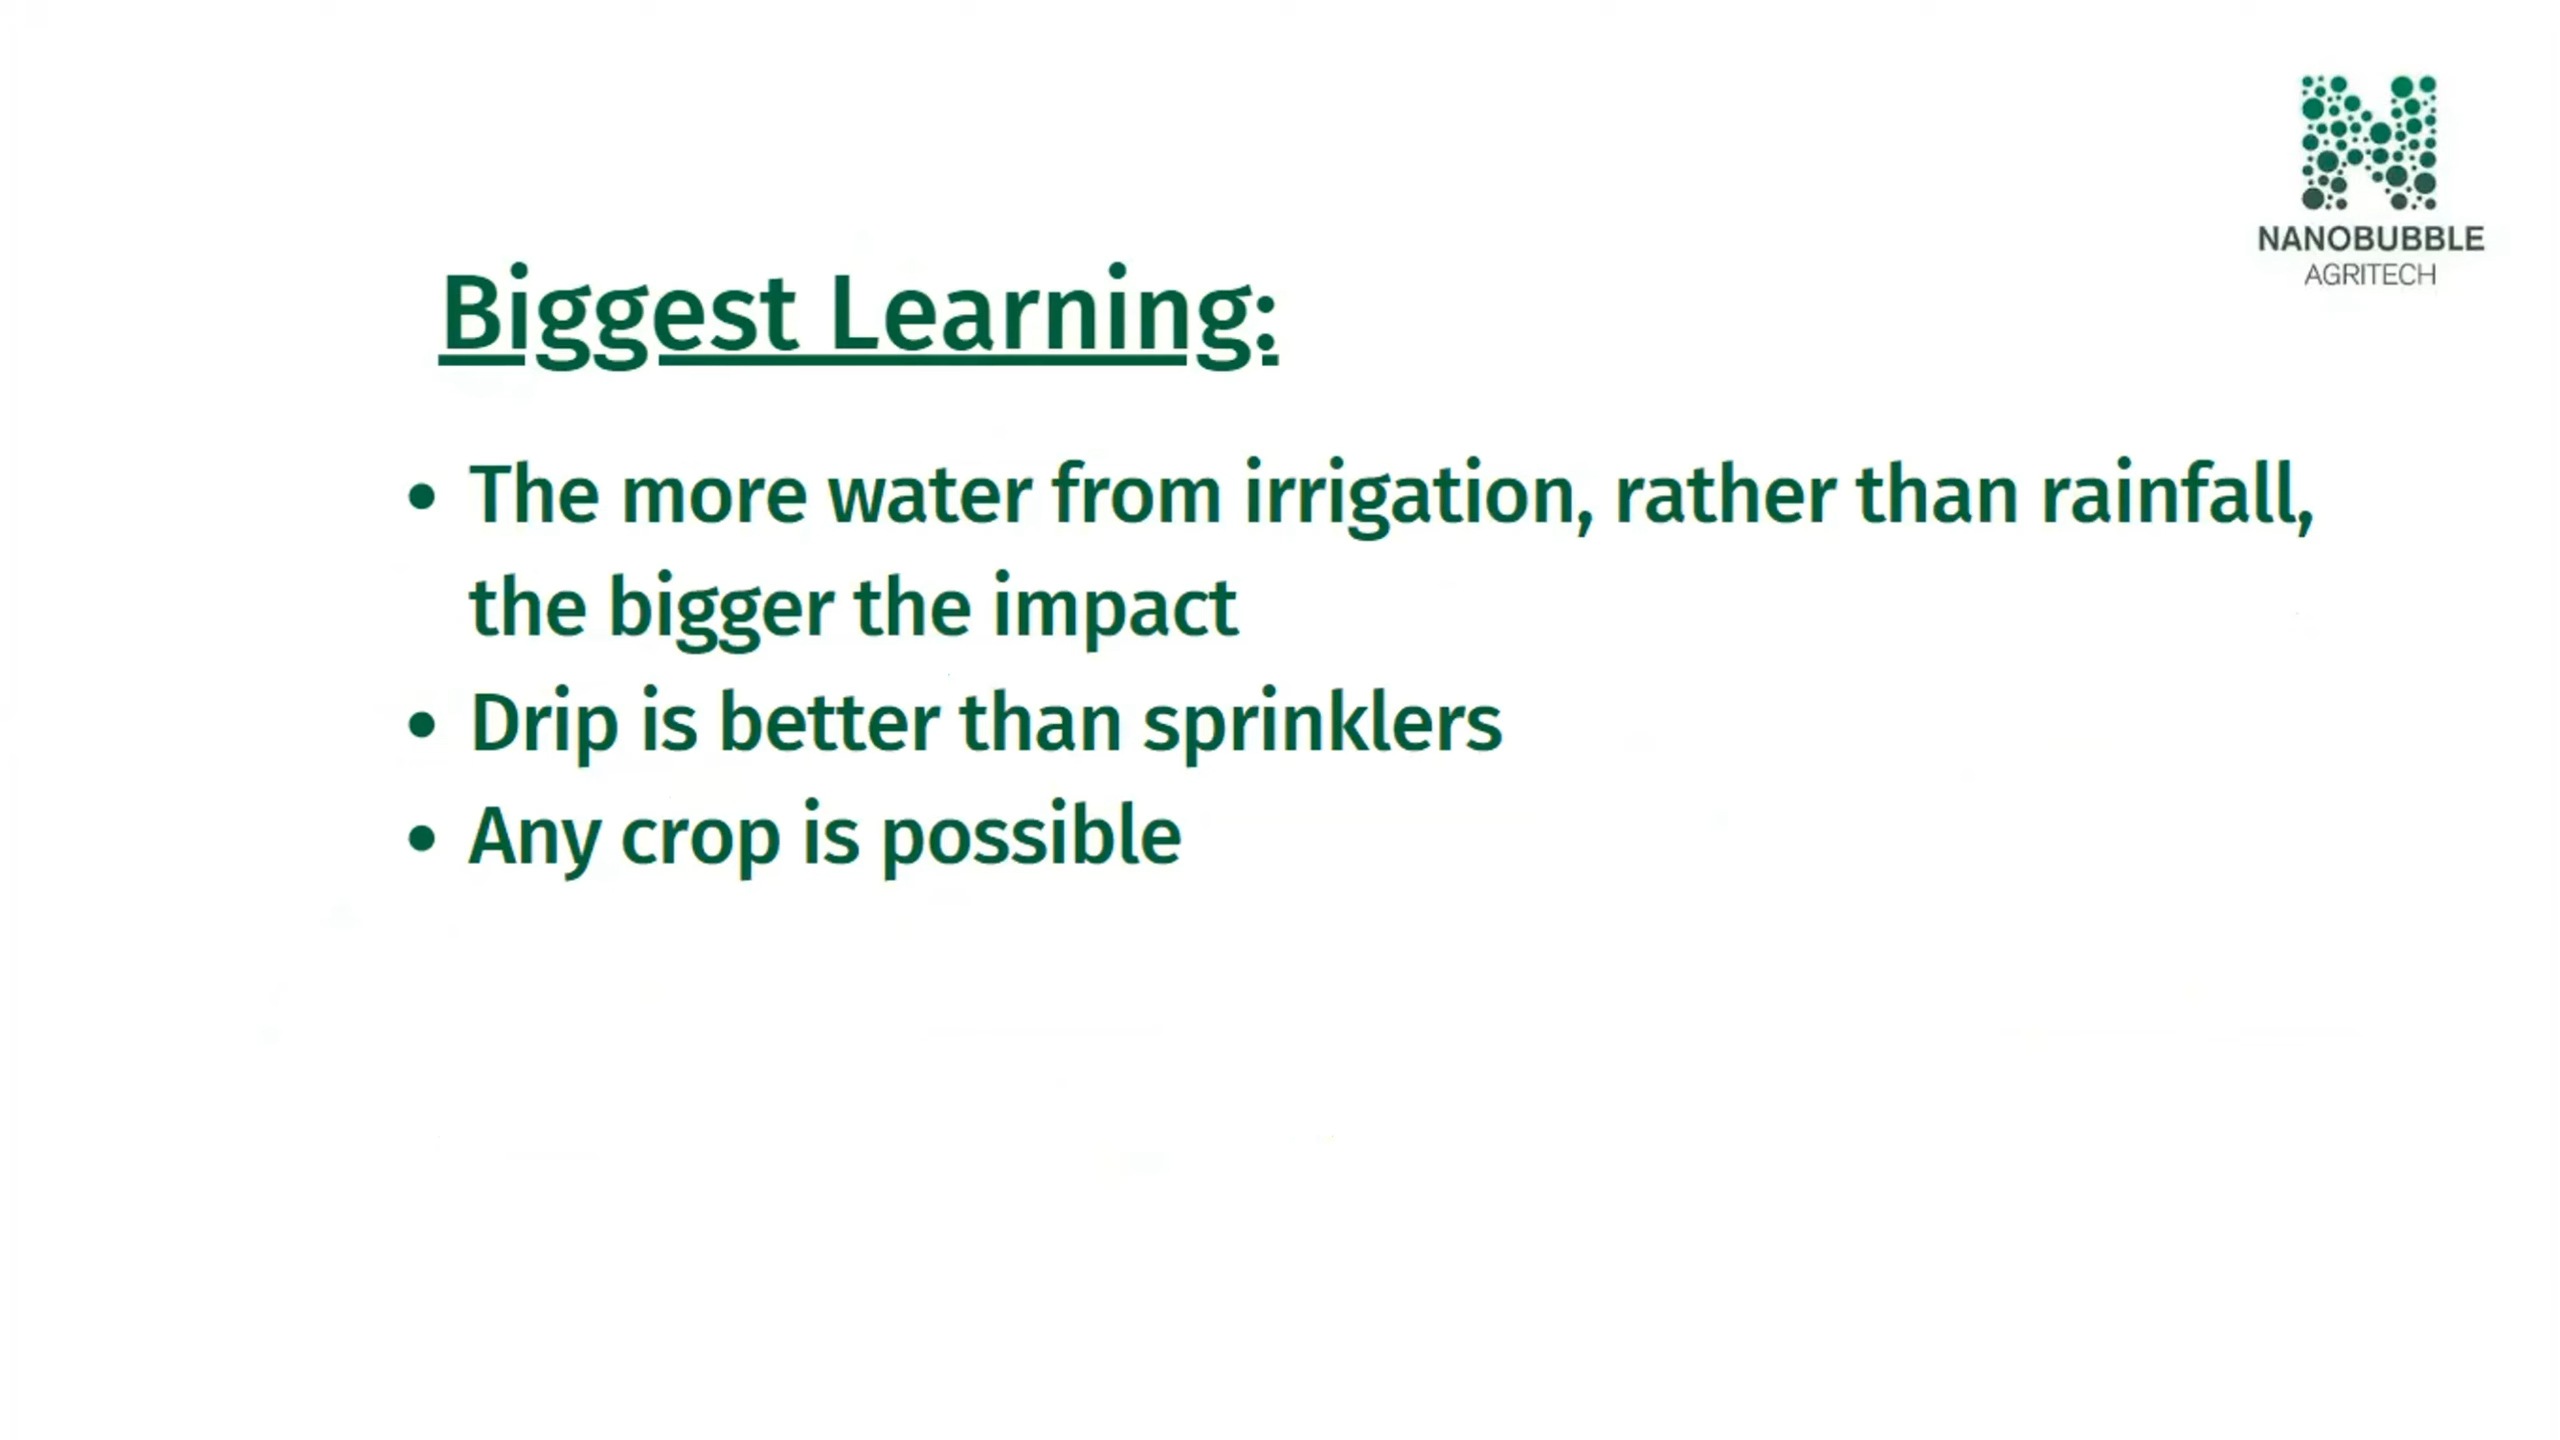 NANOBUBBLE
AGRITECH
Biggest Learning:
• The more water from irrigation, rather than rainfall,
the bigger the impact
• Drip is better than sprinklers
• Any crop is possible